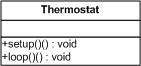 Thermostat
+setup()() : void
+loop()() : void